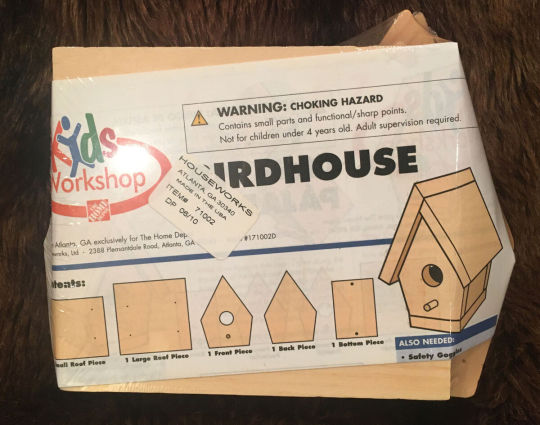 WARNING: CHOKING HAZARD
Contains small parts and functional/sharp points.
Not for children under 4 years old. Adult supervision required.
Kids
Workshop
IRDHOUSE
HOUSEWORKS
ATLANTA, GA 30340
MADE IN THE USA
ITEM# 71002
DP 06/10
Atlanta, GA exclusively for The Home Dep
works, Ltd - 2388 Pleasantdale Road, Atlanta, GA
#171002D
tents:
mall Roof Piece
1 Large Roof Piece
1 Front Piece
1 Back Piece
1 Bottom Piece
ALSO NEEDED:
• Safety Goggles